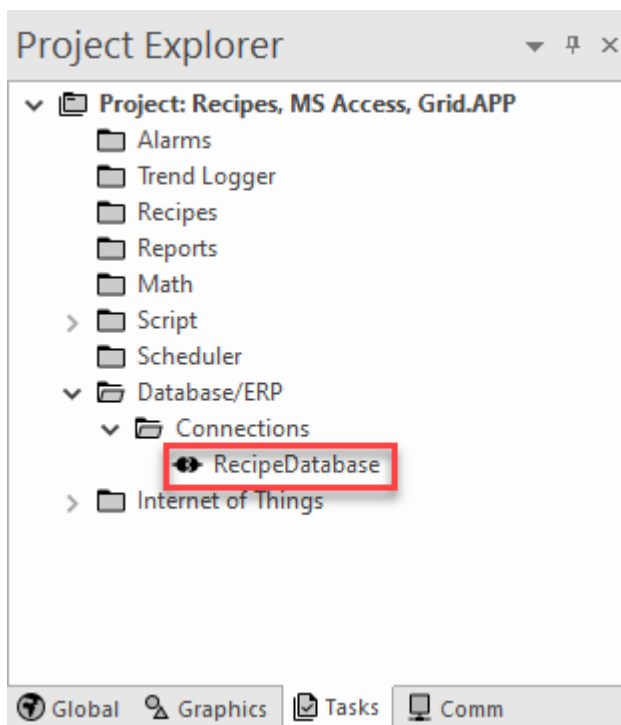 Project Explorer
Project: Recipes, MS Access, Grid.APP
Alarms
Trend Logger
Recipes
Reports
Math
Script
Scheduler
Database/ERP
Connections
RecipeDatabase
Internet of Things
Global Graphics Tasks Comm